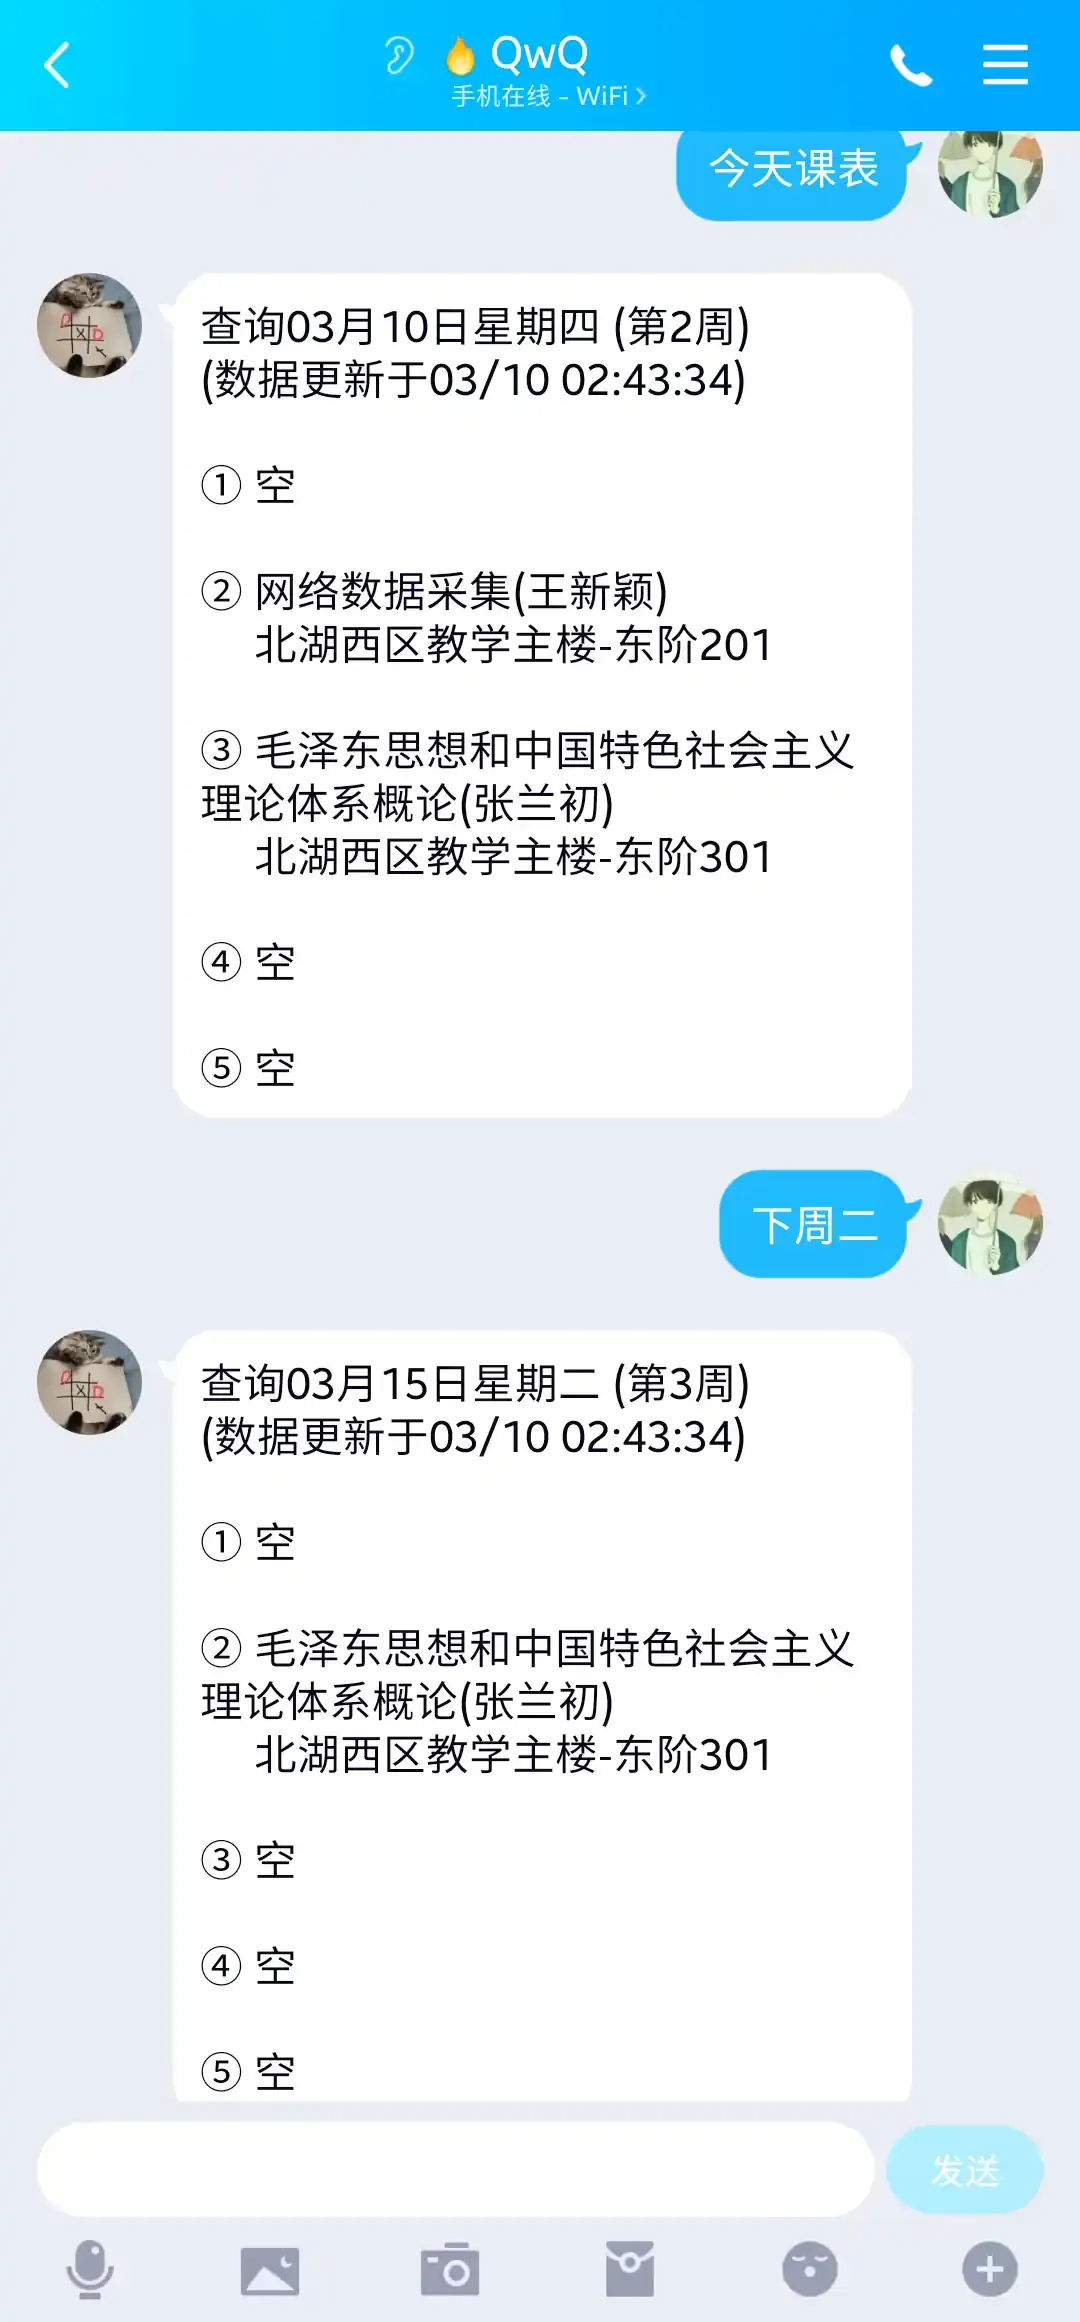 QwQ
手机在线 - WiFi
今天课表
查询03月10日星期四 (第2周)
(数据更新于03/10 02:43:34)
① 空
② 网络数据采集(王新颖)
北湖西区教学主楼-东阶201
③ 毛泽东思想和中国特色社会主义
理论体系概论(张兰初)
北湖西区教学主楼-东阶301
④ 空
⑤ 空
下周二
查询03月15日星期二 (第3周)
(数据更新于03/10 02:43:34)
① 空
② 毛泽东思想和中国特色社会主义
理论体系概论(张兰初)
北湖西区教学主楼-东阶301
③ 空
④ 空
⑤ 空
发送